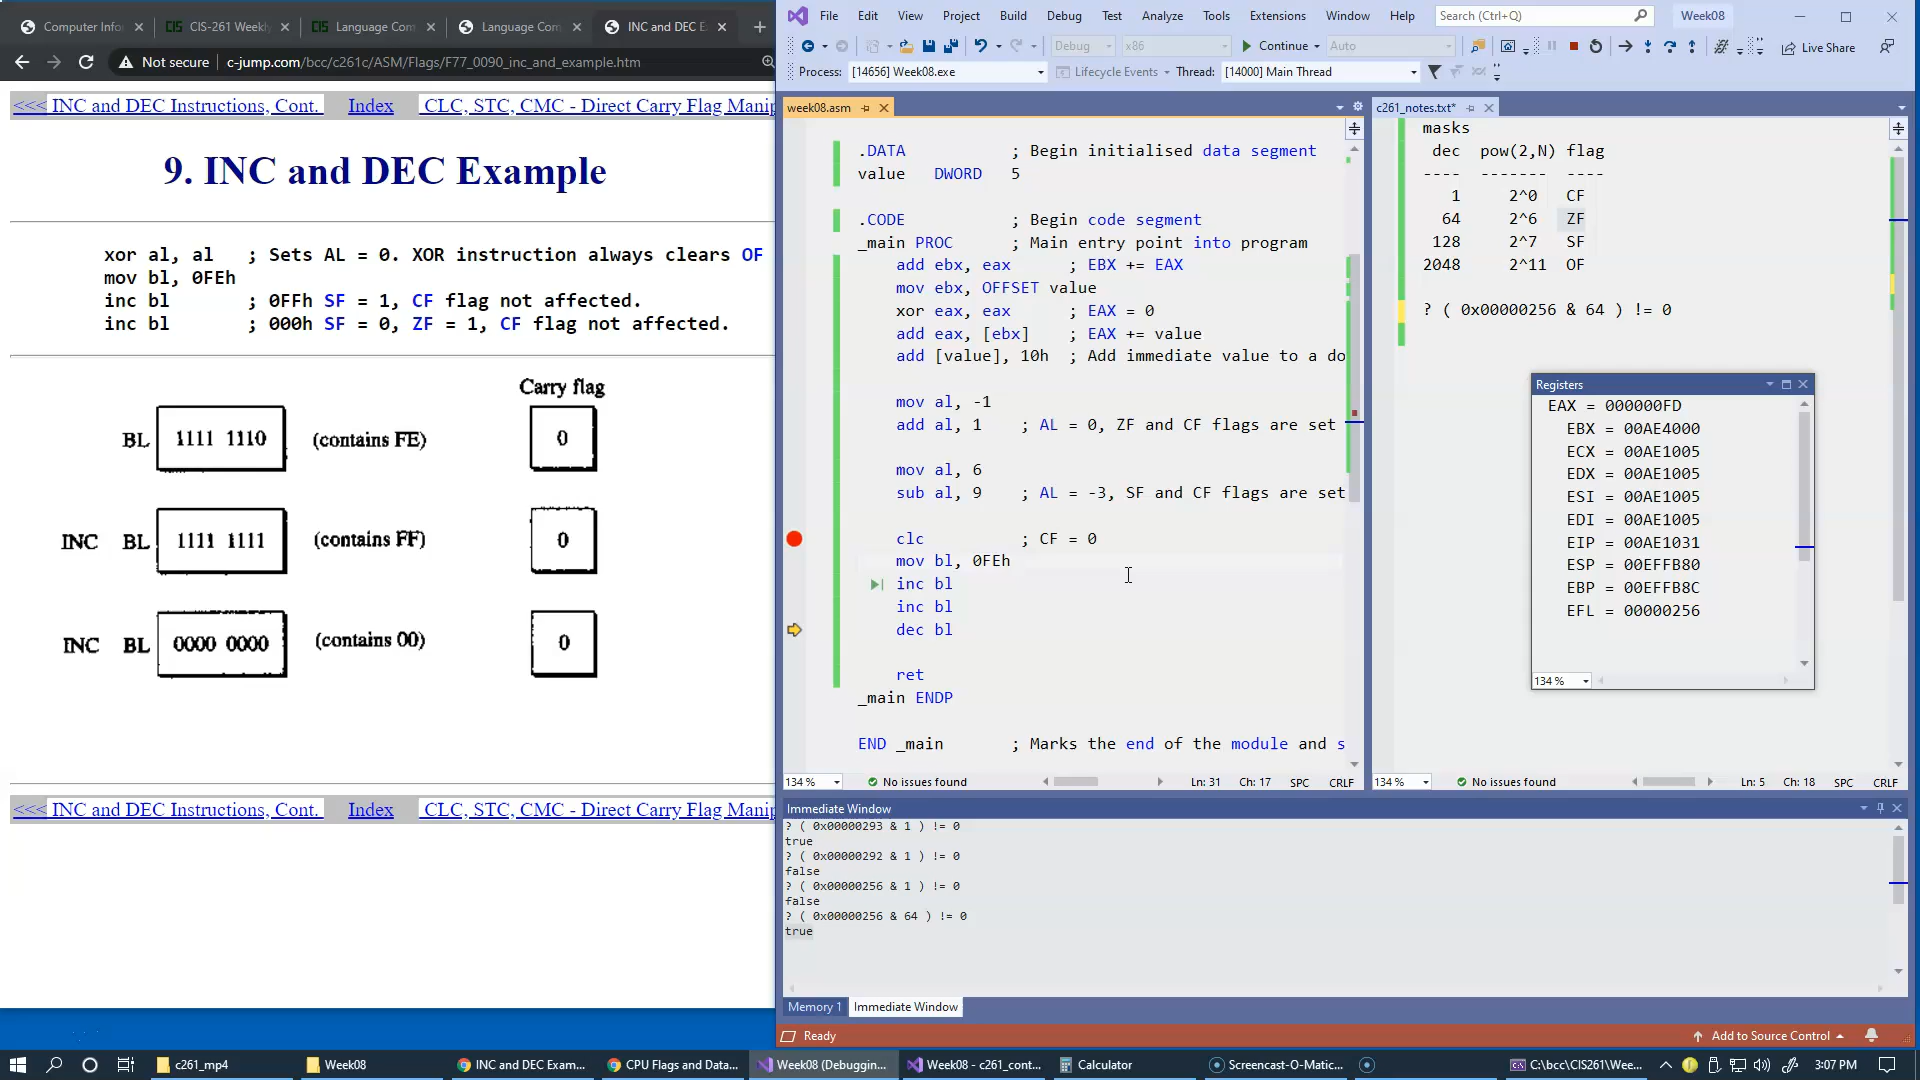 Computer Info
CIS-261 Weekly
Language Com
Language Com
INC and DEC E
Not secure
c-jump.com/bcc/c261c/ASM/Flags/F77_0090_inc_and_example.htm
<<< INC and DEC Instructions, Cont. Index CLC, STC, CMC - Direct Carry Flag Manip
9. INC and DEC Example
xor al, al ; Sets AL = 0. XOR instruction always clears OF
mov bl, 0FEh
inc bl ; 0FFh SF = 1, CF flag not affected.
inc bl ; 000h SF = 0, ZF = 1, CF flag not affected.
Carry flag
BL 1111 1110 (contains FE) 0
INC BL 1111 1111 (contains FF) 0
INC BL 0000 0000 (contains 00) 0
<<< INC and DEC Instructions, Cont. Index CLC, STC, CMC - Direct Carry Flag Manip
File Edit View Project Build Debug Test Analyze Tools Extensions Window Help Search (Ctrl+Q) Week08
Debug x86 Continue Auto Live Share
Process: [14656] Week08.exe Lifecycle Events Thread: [14000] Main Thread
week08.asm
.DATA ; Begin initialised data segment
value DWORD 5
.CODE ; Begin code segment
_main PROC ; Main entry point into program
add ebx, eax ; EBX += EAX
mov ebx, OFFSET value
xor eax, eax ; EAX = 0
add eax, [ebx] ; EAX += value
add [value], 10h ; Add immediate value to a do
mov al, -1
add al, 1 ; AL = 0, ZF and CF flags are set
mov al, 6
sub al, 9 ; AL = -3, SF and CF flags are set
clc ; CF = 0
mov bl, 0FEh
inc bl
inc bl
dec bl
ret
_main ENDP
END _main ; Marks the end of the module and s
134 % No issues found Ln: 31 Ch: 17 SPC CRLF
c261_notes.txt*
masks
dec pow(2,N) flag
---- ------- ----
1 2^0 CF
64 2^6 ZF
128 2^7 SF
2048 2^11 OF
? ( 0x00000256 & 64 ) != 0
Registers
EAX = 000000FD
EBX = 00AE4000
ECX = 00AE1005
EDX = 00AE1005
ESI = 00AE1005
EDI = 00AE1005
EIP = 00AE1031
ESP = 00EFFB80
EBP = 00EFFB8C
EFL = 00000256
134 %
134 % No issues found Ln: 5 Ch: 18 SPC CRLF
Immediate Window
? ( 0x00000293 & 1 ) != 0
true
? ( 0x00000292 & 1 ) != 0
false
? ( 0x00000256 & 1 ) != 0
false
? ( 0x00000256 & 64 ) != 0
true
Memory 1 Immediate Window
Ready Add to Source Control
c261_mp4 Week08 INC and DEC Exam... CPU Flags and Data... Week08 (Debuggin... Week08 - c261_cont... Calculator Screencast-O-Matic... C:\bcc\CIS261\Wee... 3:07 PM